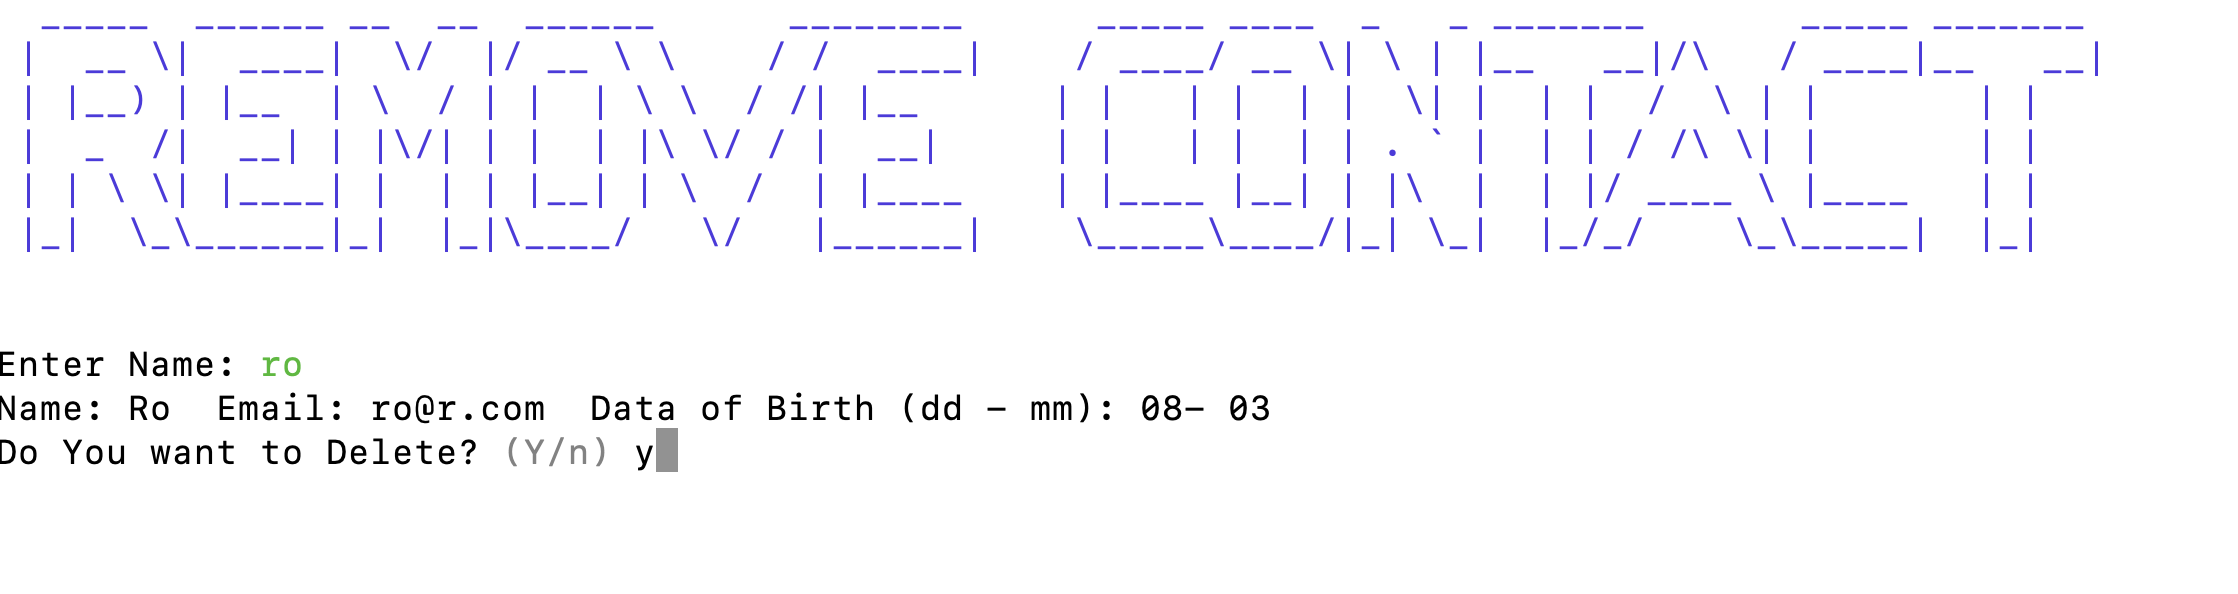 REMOVE CONTACT
Enter Name: ro
Name: Ro  Email: ro@r.com  Data of Birth (dd - mm): 08- 03
Do You want to Delete? (Y/n) y